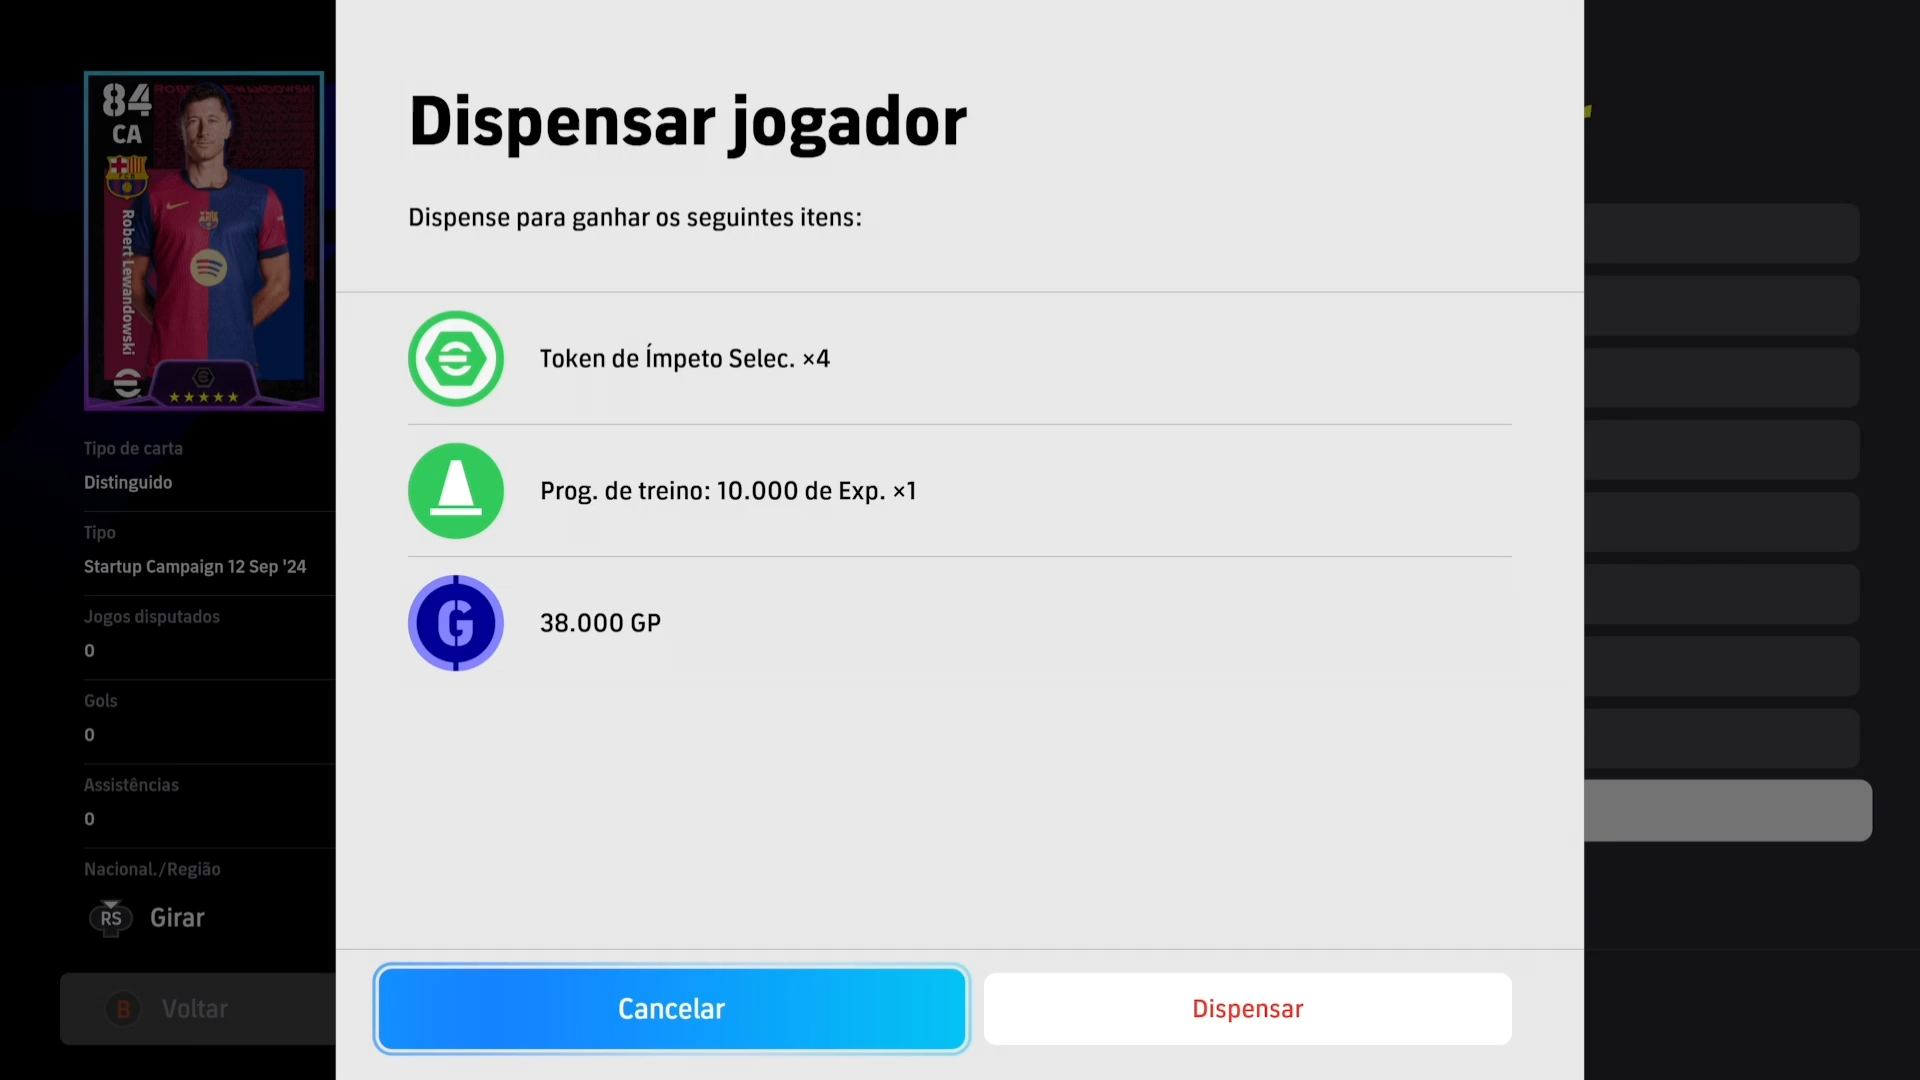 84
CA
ROBERT LEWANDOWSKI
Robert Lewandowski
Tipo de carta
Distinguido
Tipo
Startup Campaign 12 Sep '24
Jogos disputados
0
Gols
0
Assistências
0
Nacional./Região
RS Girar
B Voltar
Dispensar jogador
Dispense para ganhar os seguintes itens:
Token de Ímpeto Selec. ×4
Prog. de treino: 10.000 de Exp. ×1
G 38.000 GP
Cancelar
Dispensar